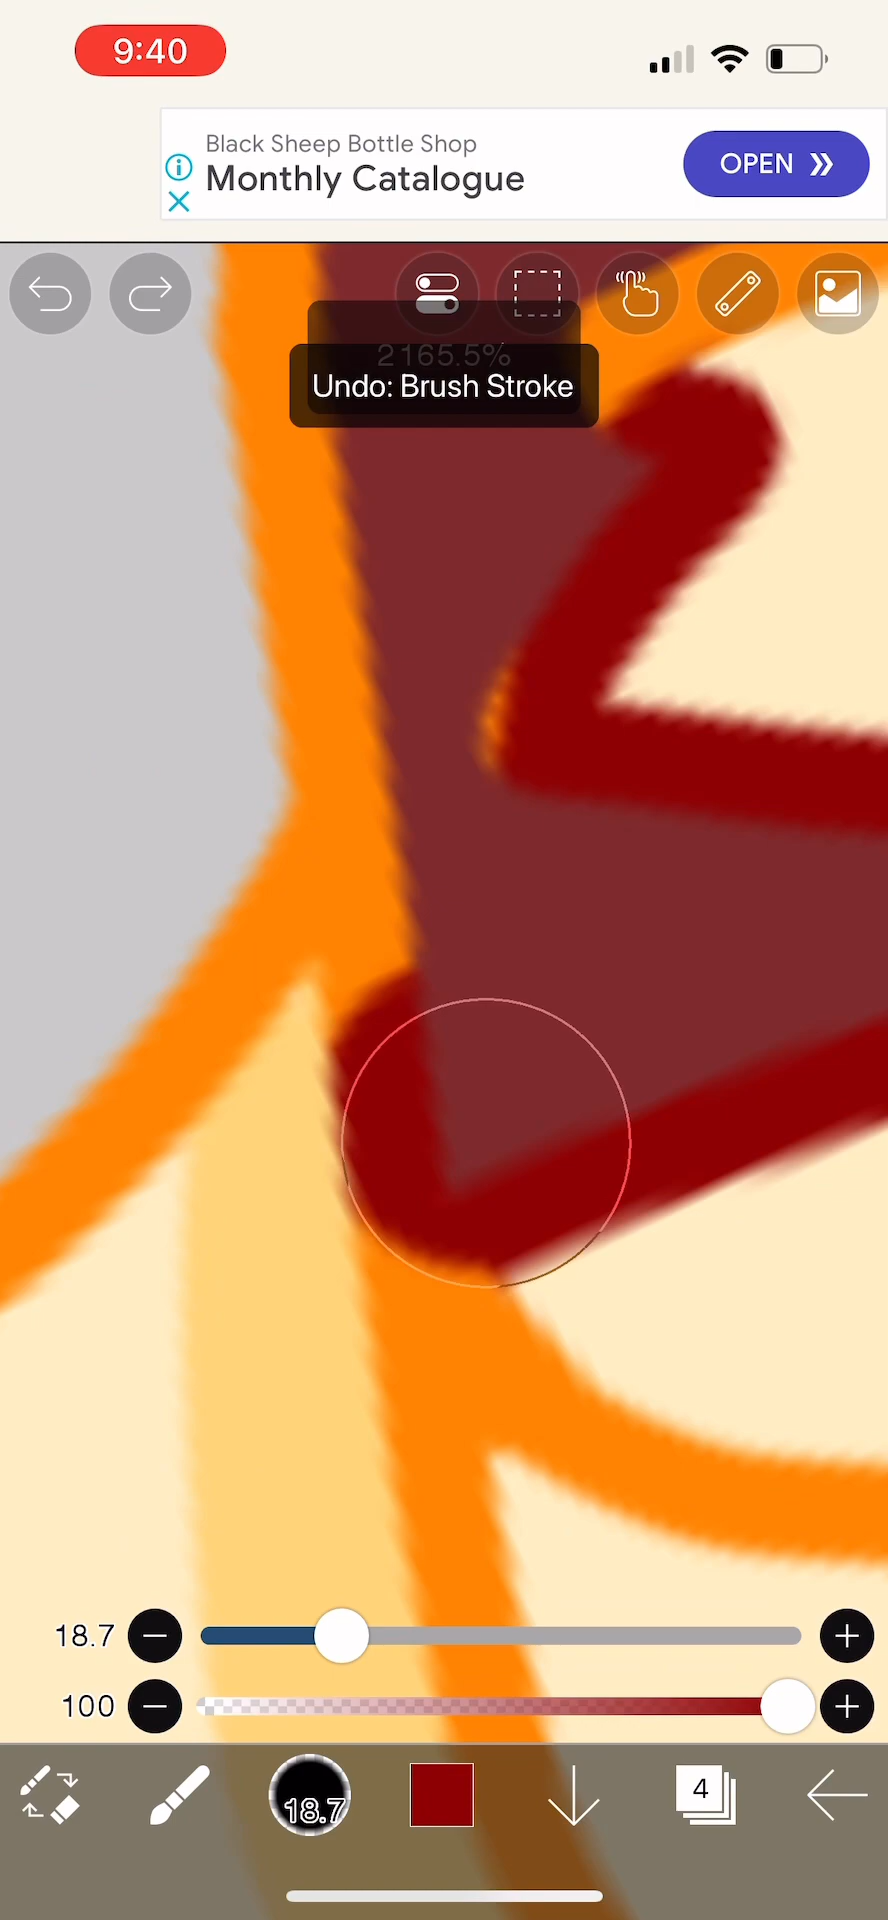 9:40
Black Sheep Bottle Shop
Monthly Catalogue
OPEN
2165.5%
Undo: Brush Stroke
18.7
100
18.7
4